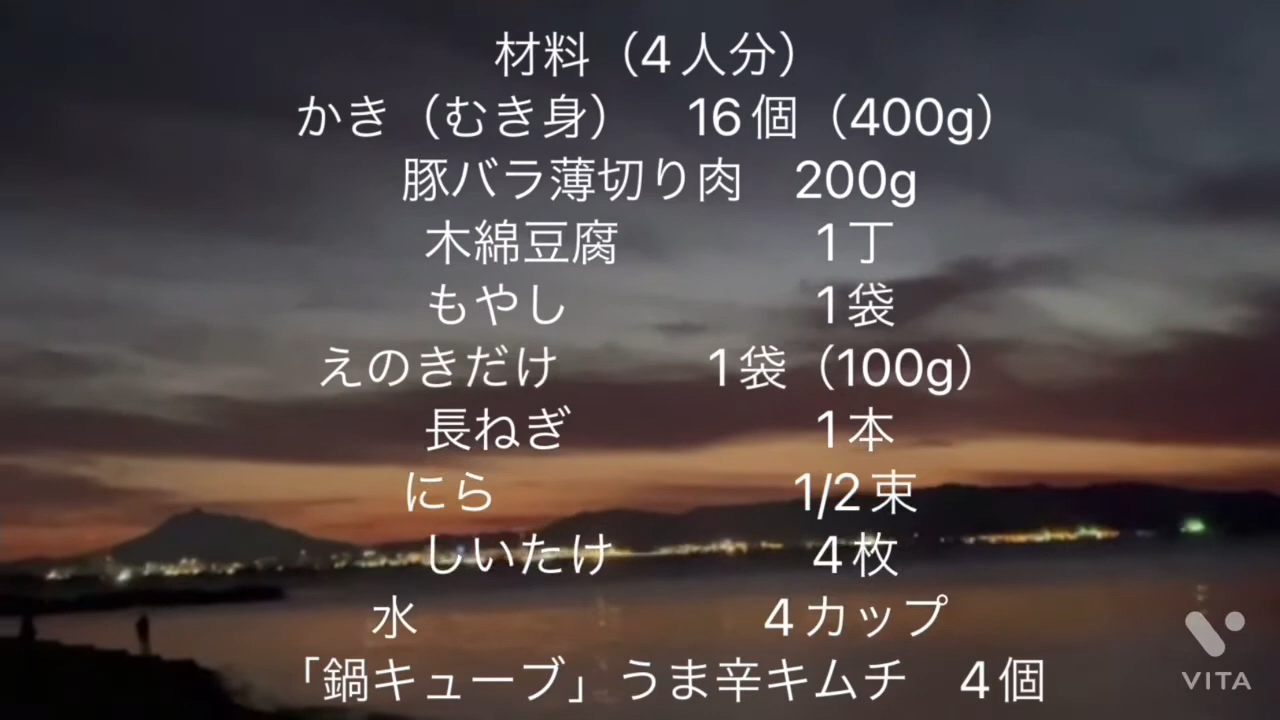 材料（4人分）
かき（むき身）　16個（400g）
豚バラ薄切り肉　200g
木綿豆腐　1丁
もやし　1袋
えのきだけ　1袋（100g）
長ねぎ　1本
にら　1/2束
しいたけ　4枚
水　4カップ
「鍋キューブ」うま辛キムチ　4個
VITA